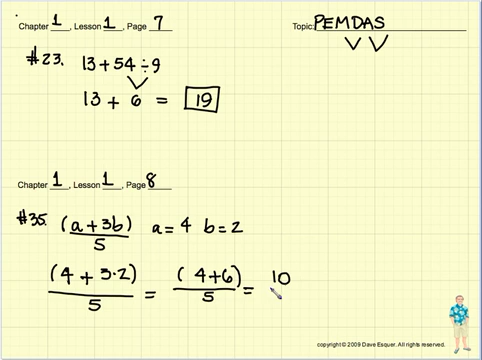 Chapter 1, Lesson 1, Page 7
Topic: PEMDAS
#23. 13 + 54 ÷ 9
13 + 6 = 19
Chapter 1, Lesson 1, Page 8
#35. (a + 3b) / 5 a = 4 b = 2
(4 + 3·2) / 5 = (4+6) / 5 = 10
copyright © 2009 Dave Esquer. All rights reserved.